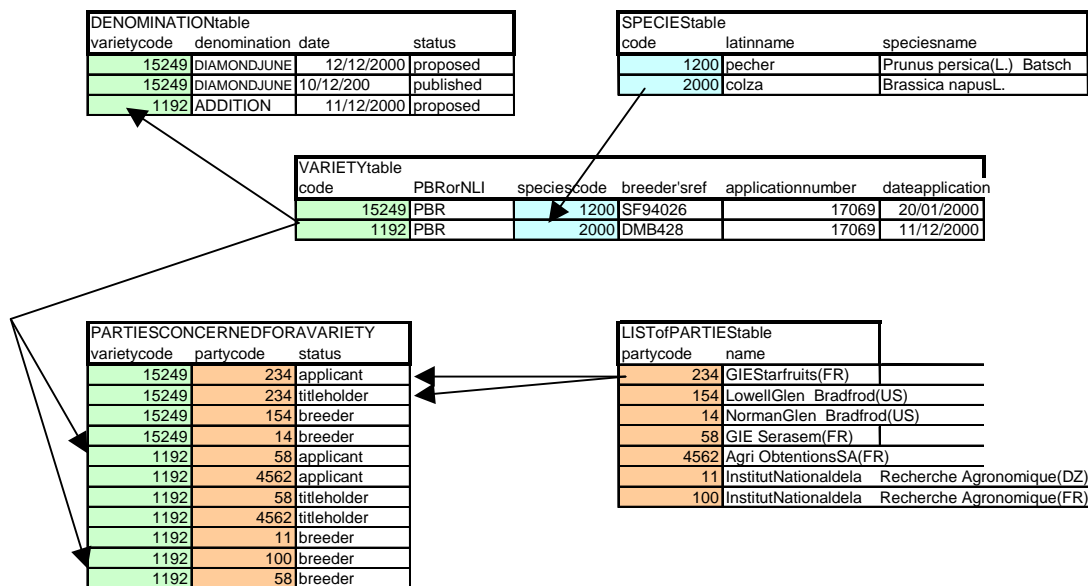 DENOMINATIONtable
varietycode denomination date status
15249 DIAMONDJUNE 12/12/2000 proposed
15249 DIAMONDJUNE 10/12/200 published
1192 ADDITION 11/12/2000 proposed
SPECIEStable
code latinname speciesname
1200 pecher Prunus persica(L.) Batsch
2000 colza Brassica napusL.
VARIETYtable
code PBRorNLI speciescode breeder'sref applicationnumber dateapplication
15249 PBR 1200 SF94026 17069 20/01/2000
1192 PBR 2000 DMB428 17069 11/12/2000
PARTIESCONCERNEDFORAVARIETY
varietycode partycode status
15249 234 applicant
15249 234 titleholder
15249 154 breeder
15249 14 breeder
1192 58 applicant
1192 4562 applicant
1192 58 titleholder
1192 4562 titleholder
1192 11 breeder
1192 100 breeder
1192 58 breeder
LISTofPARTIEStable
partycode name
234 GIEStarfruits(FR)
154 LowellGlen Bradfrod(US)
14 NormanGlen Bradfrod(US)
58 GIE Serasem(FR)
4562 Agri ObtentionsSA(FR)
11 InstitutNationaldela Recherche Agronomique(DZ)
100 InstitutNationaldela Recherche Agronomique(FR)